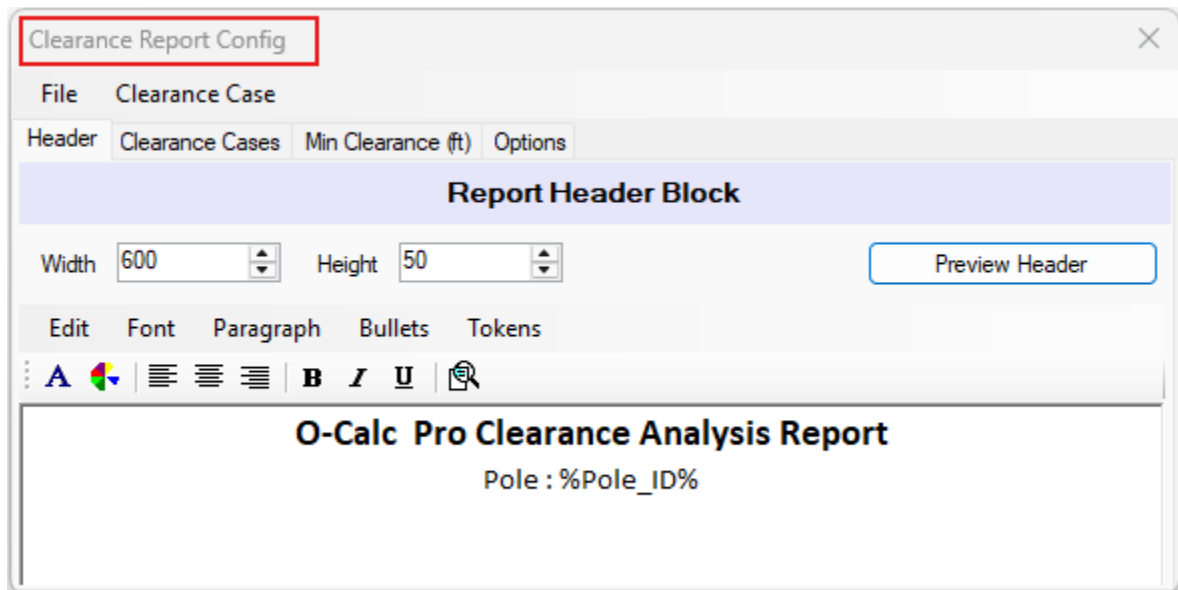 Clearance Report Config
File Clearance Case
Header Clearance Cases Min Clearance (ft) Options
Report Header Block
Width 600 Height 50 Preview Header
Edit Font Paragraph Bullets Tokens
A B I U
O-Calc Pro Clearance Analysis Report
Pole : %Pole_ID%